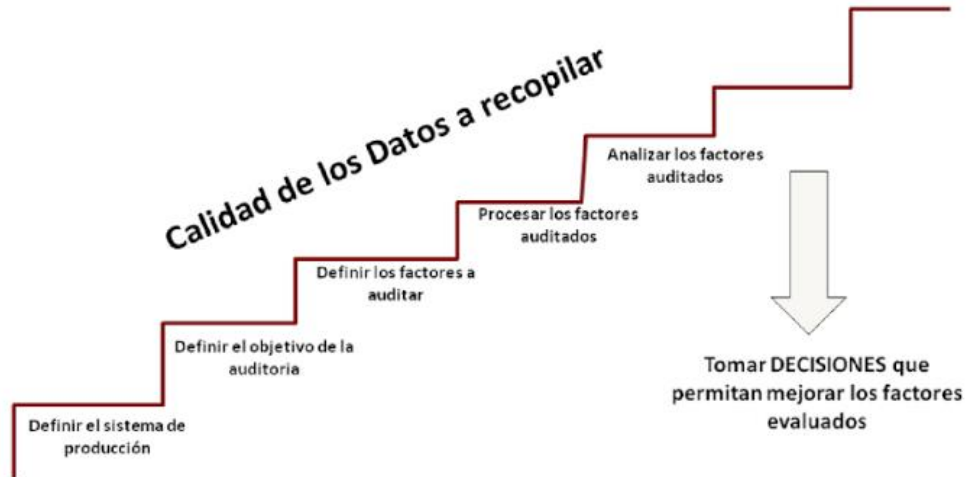 Calidad de los Datos a recopilar
Analizar los factores
auditados
Procesar los factores
auditados
Definir los factores a
auditar
Definir el objetivo de la
auditoria
Definir el sistema de
producción
Tomar DECISIONES que
permitan mejorar los factores
evaluados